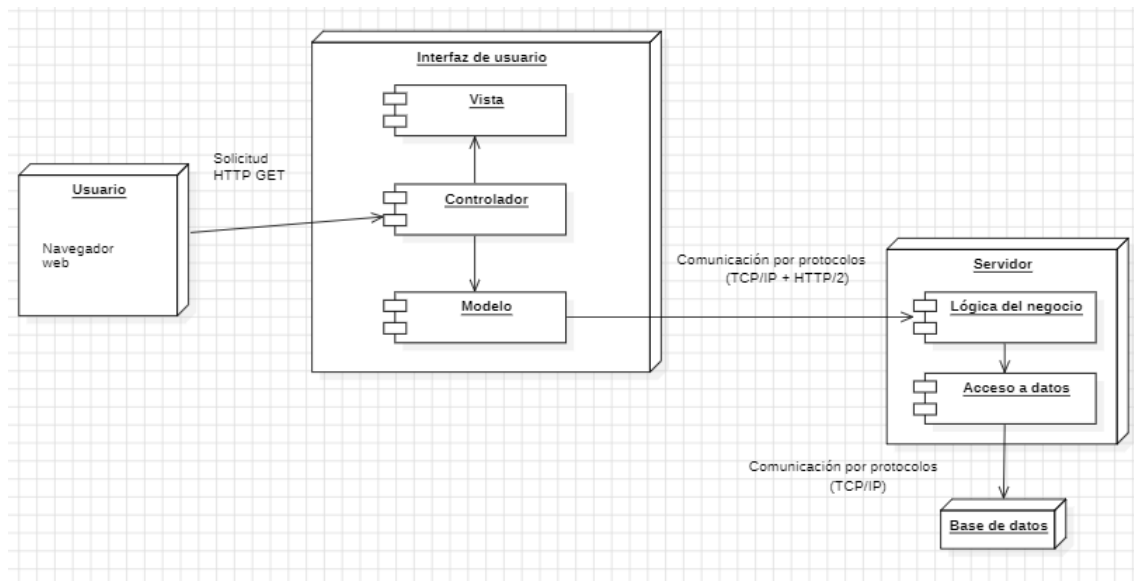 Usuario
Navegador
web
Solicitud
HTTP GET
Interfaz de usuario
Vista
Controlador
Modelo
Comunicación por protocolos
(TCP/IP + HTTP/2)
Servidor
Lógica del negocio
Acceso a datos
Comunicación por protocolos
(TCP/IP)
Base de datos